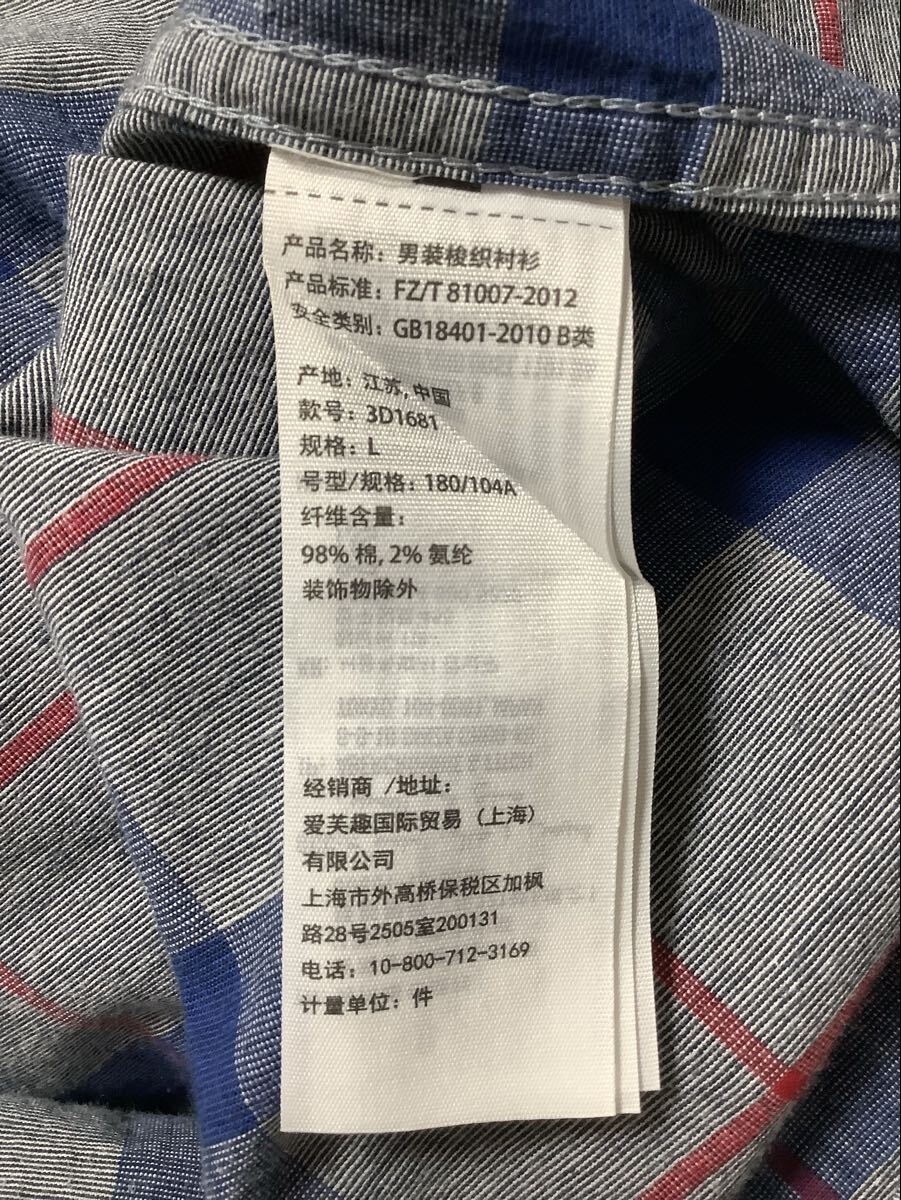 产品名称：男装梭织衬衫
产品标准：FZ/T 81007-2012
安全类别：GB18401-2010 B类
产地：江苏,中国
款号：3D1681
规格：L
号型/规格：180/104A
纤维含量：
98% 棉, 2% 氨纶
装饰物除外
经销商 /地址：
爱芙趣国际贸易（上海）
有限公司
上海市外高桥保税区加枫
路28号2505室200131
电话：10-800-712-3169
计量单位：件